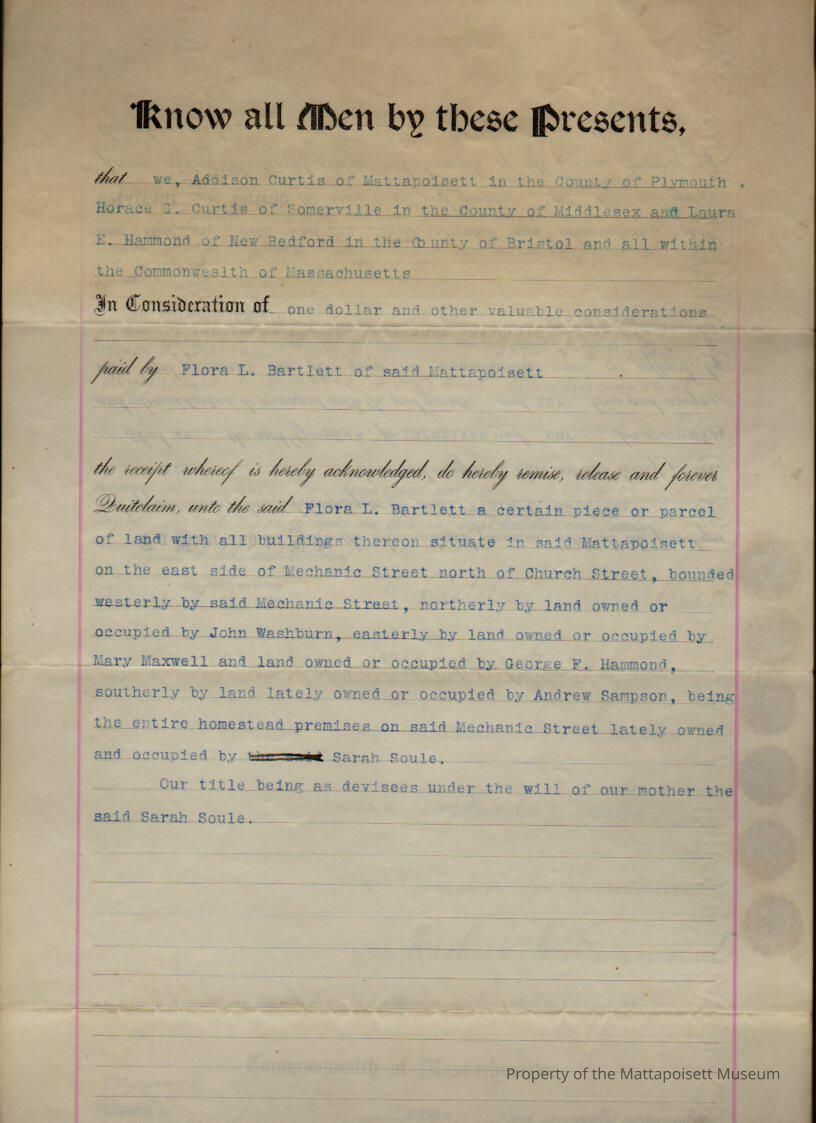 Know all Men by these Presents,
that we, Addison Curtis of Mattapoisett in the County of Plymouth ,
Horace G. Curtis of Somerville in the County of Middlesex and Laura
E. Hammond of New Bedford in the County of Bristol and all within
the Commonwealth of Massachusetts
In Consideration of one dollar and other valuable considerations
paid by Flora L. Bartlett of said Mattapoisett
the receipt whereof is hereby acknowledged, do hereby remise, release and forever
Quitclaim, unto the said Flora L. Bartlett a certain piece or parcel
of land with all buildings thereon situate in said Mattapoisett
on the east side of Mechanic Street north of Church Street, bounded
westerly by said Mechanic Street, northerly by land owned or
occupied by John Washburn, easterly by land owned or occupied by
Mary Maxwell and land owned or occupied by George F. Hammond,
southerly by land lately owned or occupied by Andrew Sampson, being
the entire homestead premises on said Mechanic Street lately owned
and occupied by the said Sarah Soule.
Our title being as devisees under the will of our mother the
said Sarah Soule.
Property of the Mattapoisett Museum